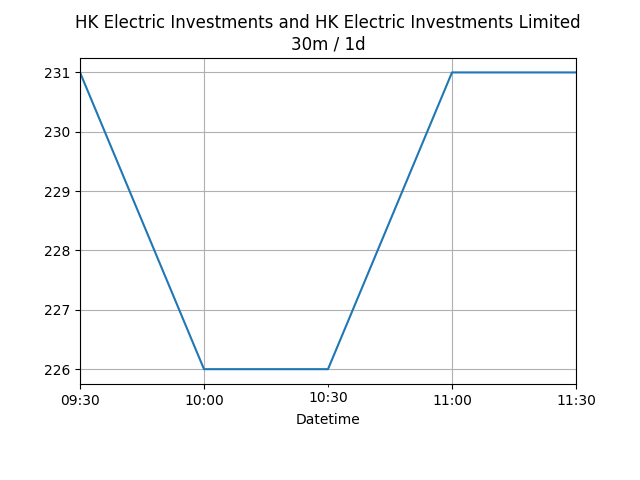 HK Electric Investments and HK Electric Investments Limited
30m / 1d
231
230
229
228
227
226
09:30 10:00 10:30 11:00 11:30
Datetime